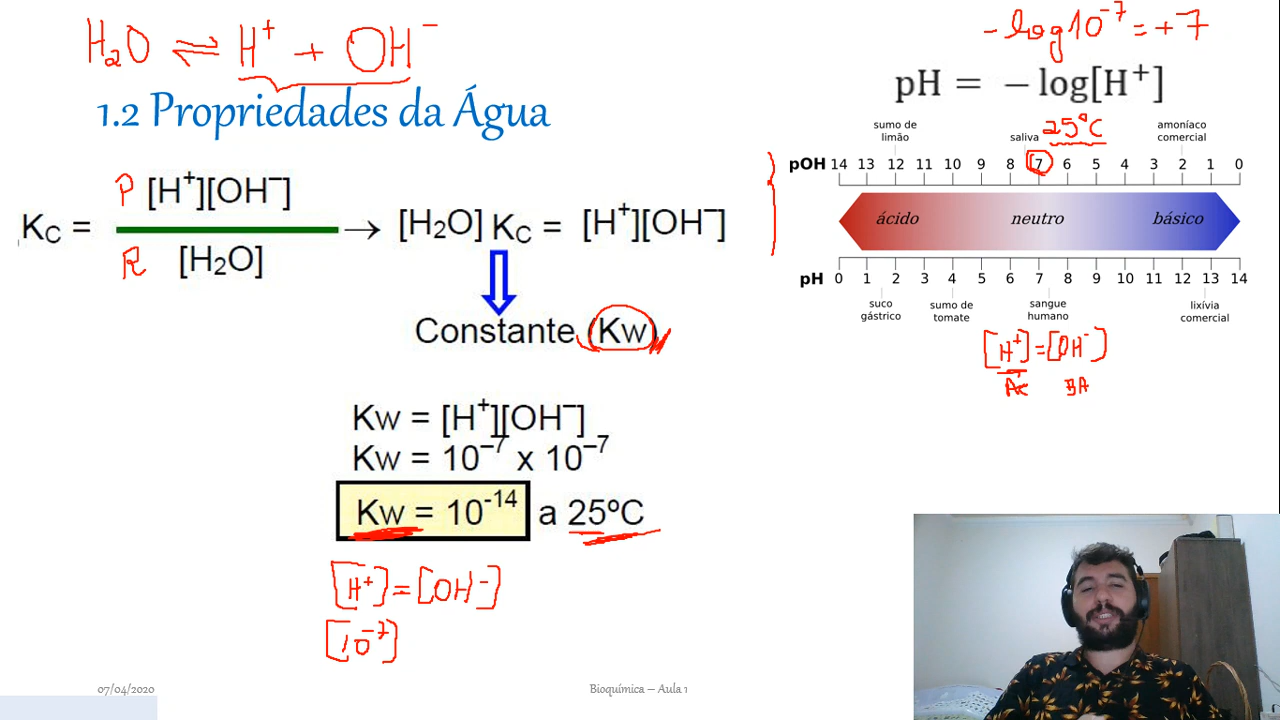 H₂O ⇌ H⁺ + OH⁻
1.2 Propriedades da Água
P [H⁺][OH⁻]
Kc = → [H₂O] Kc = [H⁺][OH⁻]
R [H₂O]
Constante (Kw)
Kw = [H⁺][OH⁻]
Kw = 10⁻⁷ x 10⁻⁷
Kw = 10⁻¹⁴ a 25ºC
[H⁺] = [OH⁻]
[10⁻⁷]
-log10⁻⁷ = +7
pH = −log[H⁺]
25°C
sumo de limão saliva amoníaco comercial
pOH 14 13 12 11 10 9 8 7 6 5 4 3 2 1 0
ácido neutro básico
pH 0 1 2 3 4 5 6 7 8 9 10 11 12 13 14
suco gástrico sumo de tomate sangue humano lixívia comercial
[H⁺] = [OH⁻]
BA
07/04/2020 Bioquímica – Aula 1